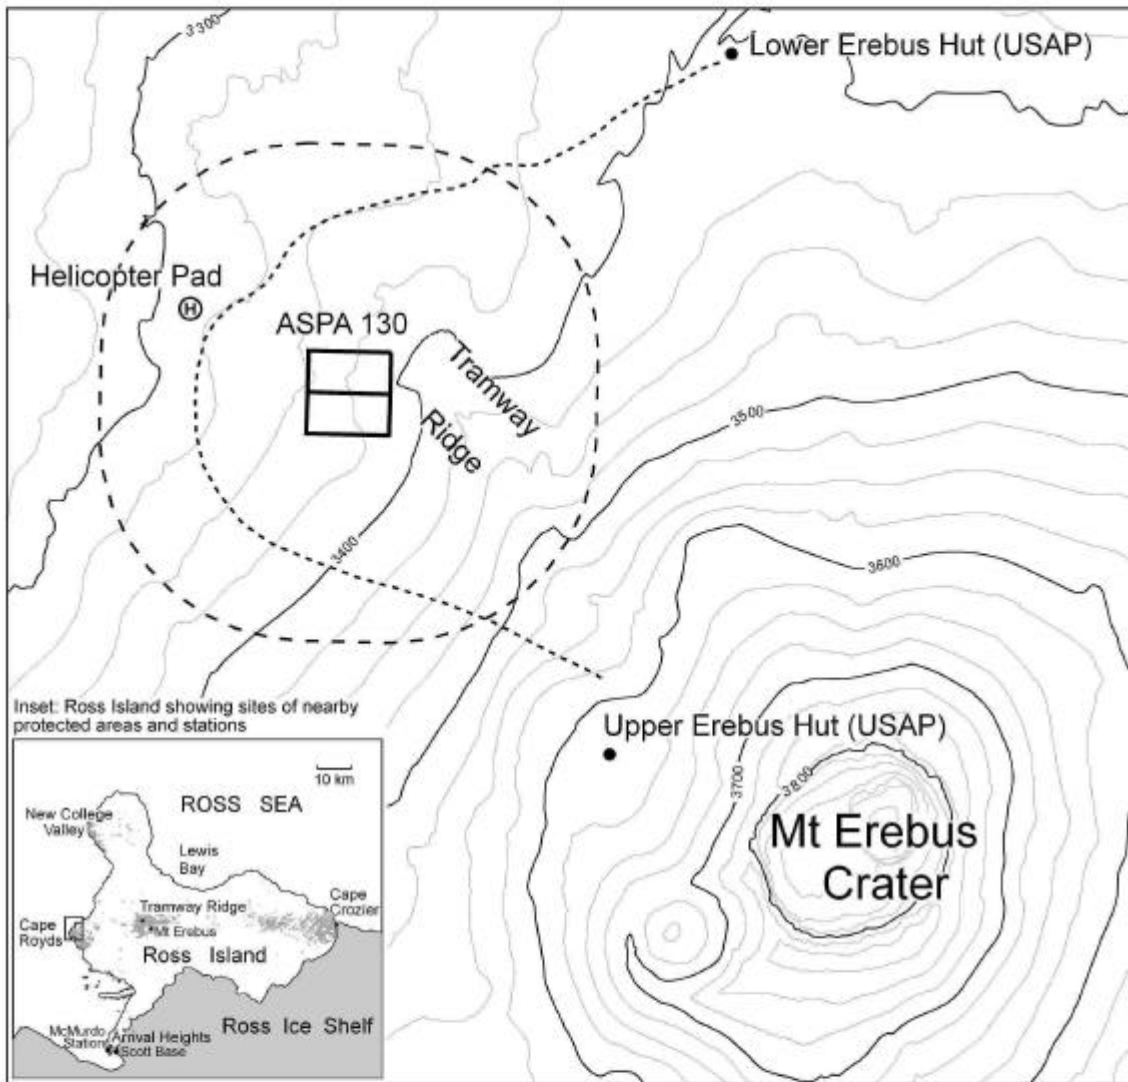 3300
Lower Erebus Hut (USAP)
Helicopter Pad
H
ASPA 130
Tramway
Ridge
3500
3400
3600
Inset: Ross Island showing sites of nearby
protected areas and stations
Upper Erebus Hut (USAP)
3700
3800
Mt Erebus
Crater
10 km
ROSS SEA
New College
Valley
Lewis
Bay
Tramway Ridge
Mt Erebus
Cape
Crozier
Cape
Royds
Ross Island
Ross Ice Shelf
McMurdo
Station
Arrival Heights
Scott Base